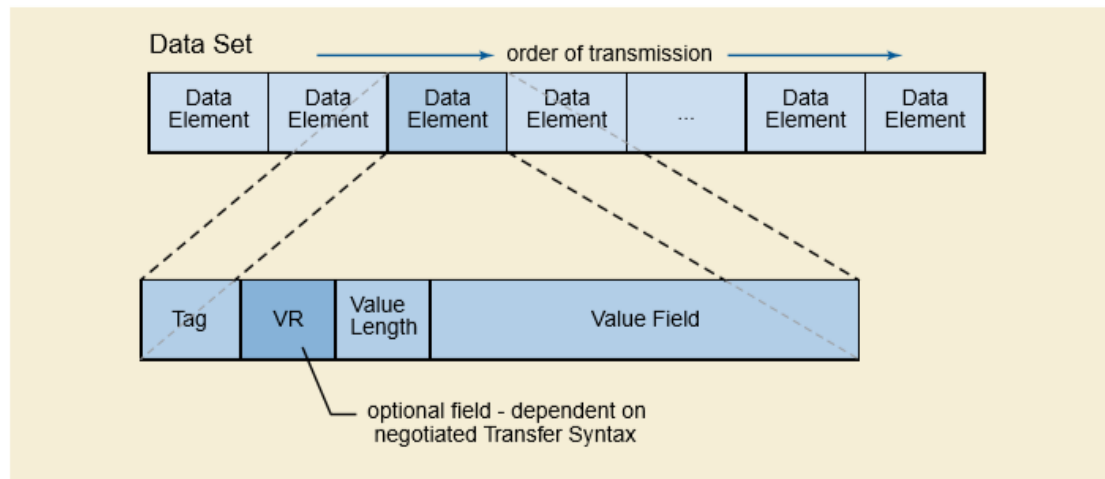 Data Set
order of transmission
Data
Element
Data
Element
Data
Element
Data
Element
...
Data
Element
Data
Element
Tag
VR
Value
Length
Value Field
optional field - dependent on
negotiated Transfer Syntax